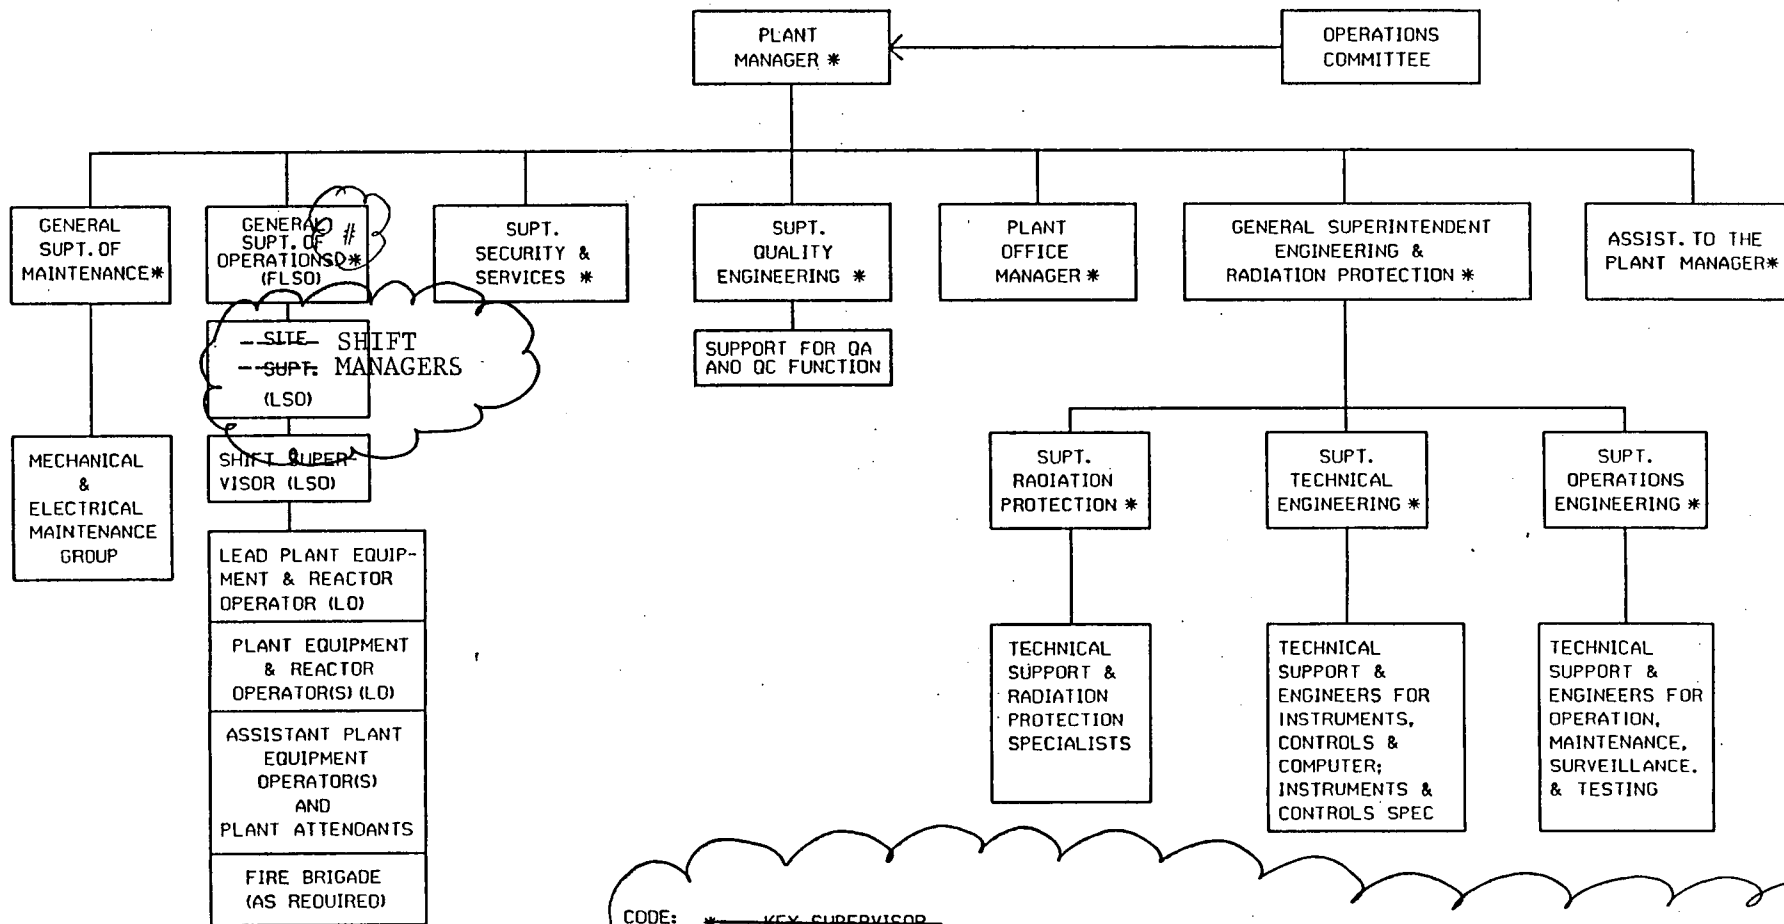 PLANT
MANAGER *
OPERATIONS
COMMITTEE
GENERAL
SUPT. OF
MAINTENANCE*
GENERAL
SUPT. OF
OPERATIONS*
(FLSO)
#
SUPT.
SECURITY &
SERVICES *
SUPT.
QUALITY
ENGINEERING *
PLANT
OFFICE
MANAGER *
GENERAL SUPERINTENDENT
ENGINEERING &
RADIATION PROTECTION *
ASSIST. TO THE
PLANT MANAGER*
SITE SHIFT
SUPT. MANAGERS
(LSO)
SUPPORT FOR QA
AND QC FUNCTION
MECHANICAL
&
ELECTRICAL
MAINTENANCE
GROUP
SHIFT SUPER-
VISOR (LSO)
SUPT.
RADIATION
PROTECTION *
SUPT.
TECHNICAL
ENGINEERING *
SUPT.
OPERATIONS
ENGINEERING *
LEAD PLANT EQUIP-
MENT & REACTOR
OPERATOR (LO)
PLANT EQUIPMENT
& REACTOR
OPERATOR(S) (LO)
ASSISTANT PLANT
EQUIPMENT
OPERATOR(S)
AND
PLANT ATTENDANTS
FIRE BRIGADE
(AS REQUIRED)
TECHNICAL
SUPPORT &
RADIATION
PROTECTION
SPECIALISTS
TECHNICAL
SUPPORT &
ENGINEERS FOR
INSTRUMENTS,
CONTROLS &
COMPUTER;
INSTRUMENTS &
CONTROLS SPEC
TECHNICAL
SUPPORT &
ENGINEERS FOR
OPERATION,
MAINTENANCE,
SURVEILLANCE,
& TESTING
CODE: * KEY SUPERVISOR